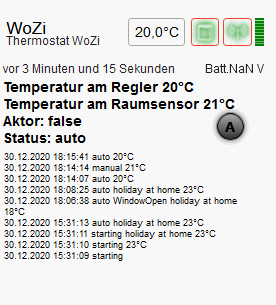 WoZi
Thermostat WoZi
20,0°C
vor 3 Minuten und 15 Sekunden
Batt.NaN V
Temperatur am Regler 20°C
Temperatur am Raumsensor 21°C
Aktor: false
Status: auto
A
30.12.2020 18:15:41 auto 20°C
30.12.2020 18:14:14 manual 21°C
30.12.2020 18:14:07 auto 20°C
30.12.2020 18:08:25 auto holiday at home 23°C
30.12.2020 18:06:38 auto WindowOpen holiday at home
18°C
30.12.2020 15:31:13 auto holiday at home 23°C
30.12.2020 15:31:11 starting holiday at home 23°C
30.12.2020 15:31:10 starting 23°C
30.12.2020 15:31:09 starting